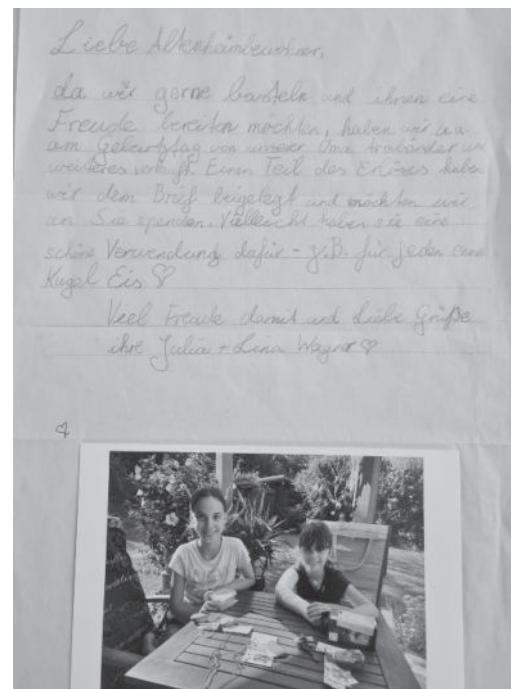 Liebe Altenheimbewohner,
da wir gerne basteln und ihnen eine
Freude bereiten möchten, haben wir u.a.
am Geburtstag von unserer Oma Armbänder und
weiteres verkauft. Einen Teil des Erlöses haben
wir dem Brief beigelegt und möchten wir
an Sie spenden. Vielleicht haben sie eine
schöne Verwendung dafür - z.B. für jeden eine
Kugel Eis ♡
Viel Freude damit und Liebe Grüße
ihre Julia + Lina Wagner ♡